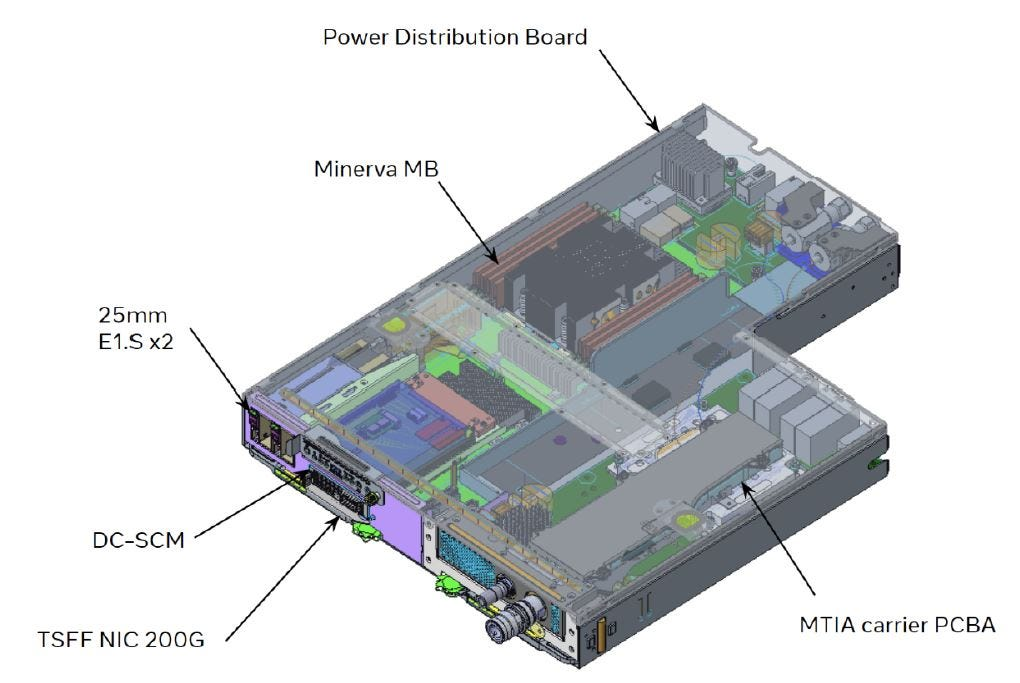 Power Distribution Board
Minerva MB
25mm
E1.S x2
DC-SCM
TSFF NIC 200G
MTIA carrier PCBA